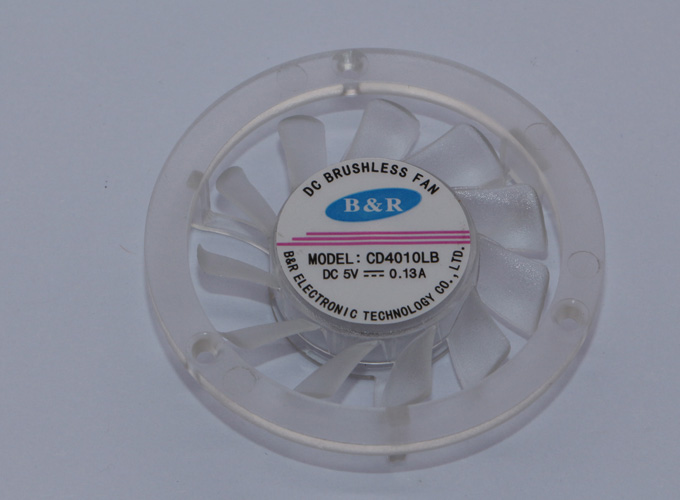 DC BRUSHLESS FAN
B&R
MODEL: CD4010LB
DC 5V ⎓ 0.13A
B&R ELECTRONIC TECHNOLOGY CO., LTD.